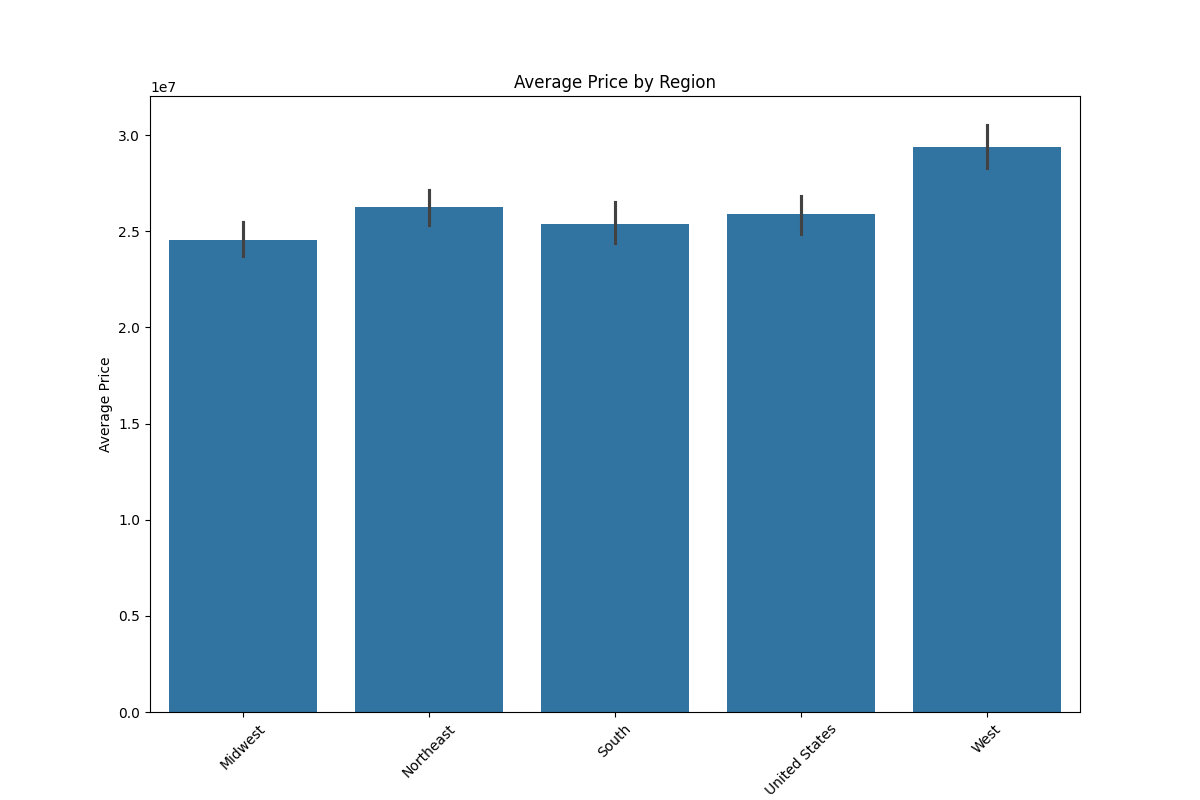 Average Price by Region
1e7
3.0
2.5
2.0
1.5
1.0
0.5
0.0
Average Price
Midwest
Northeast
South
United States
West